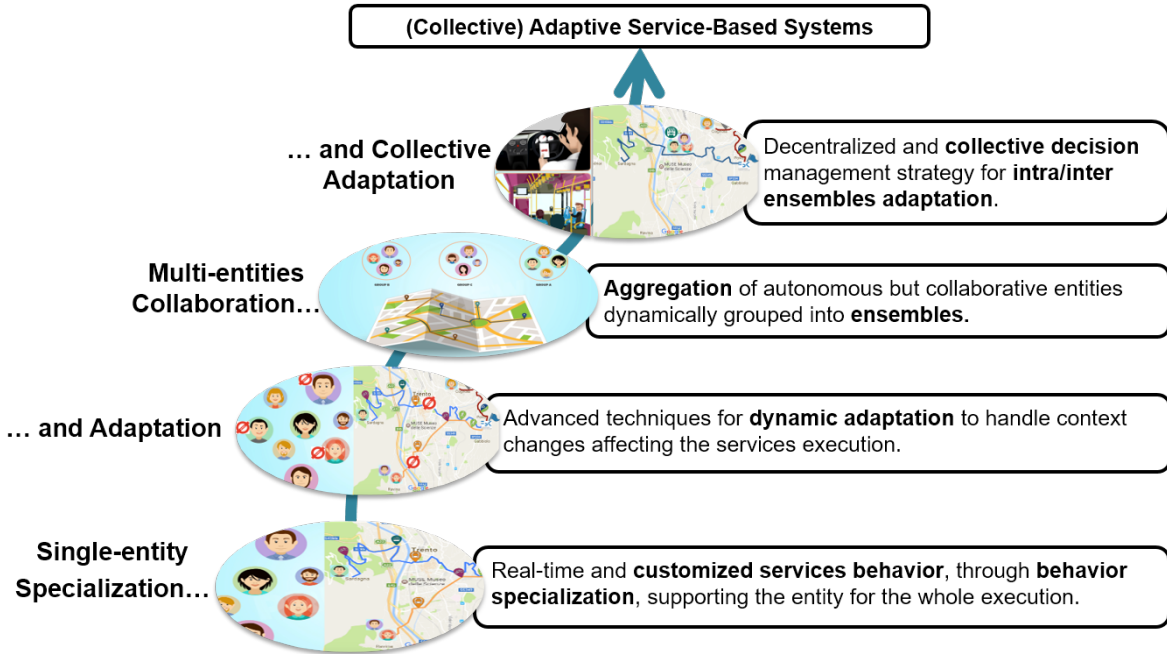 (Collective) Adaptive Service-Based Systems
… and Collective
Adaptation
Decentralized and collective decision
management strategy for intra/inter
ensembles adaptation.
Multi-entities
Collaboration…
Aggregation of autonomous but collaborative entities
dynamically grouped into ensembles.
… and Adaptation
Trento
Advanced techniques for dynamic adaptation to handle context
changes affecting the services execution.
Single-entity
Specialization…
Trento
Real-time and customized services behavior, through behavior
specialization, supporting the entity for the whole execution.